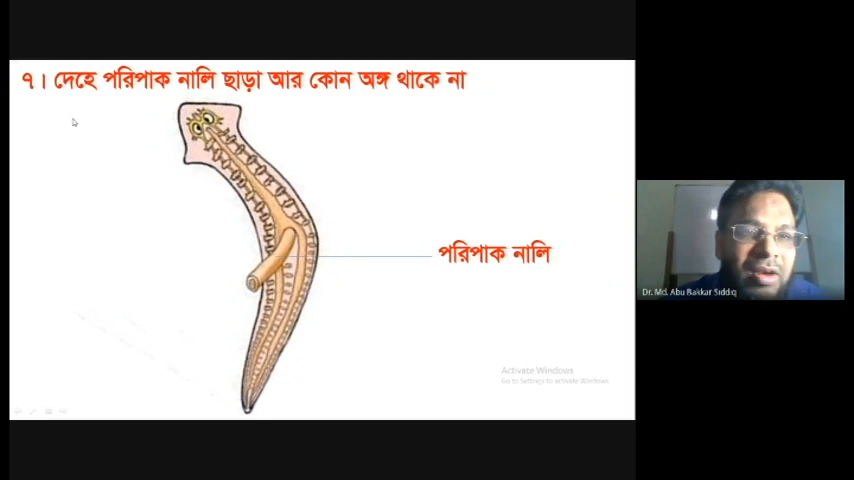 ৭। দেহে পরিপাক নালি ছাড়া আর কোন অঙ্গ থাকে না
পরিপাক নালি
Dr. Md. Abu Bakkar Siddiq
Activate Windows
Go to Settings to activate Windows.